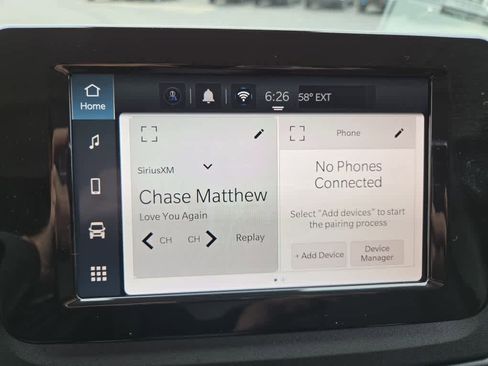 Home
6:26
58° EXT
SiriusXM
Chase Matthew
Love You Again
CH
CH
Replay
Phone
No Phones
Connected
Select "Add devices" to start
the pairing process
+ Add Device
Device
Manager